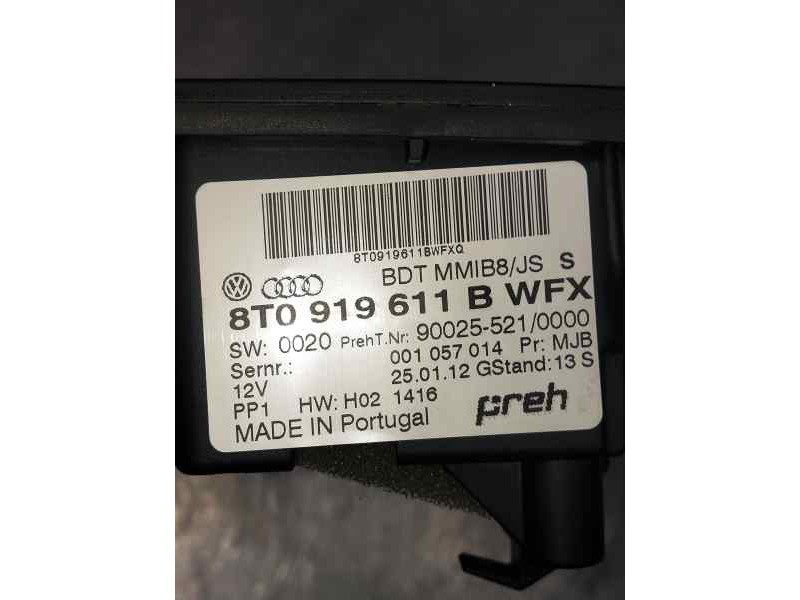 8T0919611BWFXQ
BDT MMIB8/JS S
8T0 919 611 B WFX
SW: 0020 PrehT.Nr: 90025-521/0000
Sernr.: 001 057 014 Pr: MJB
12V 25.01.12 GStand: 13 S
PP1 HW: H02 1416
MADE IN Portugal preh